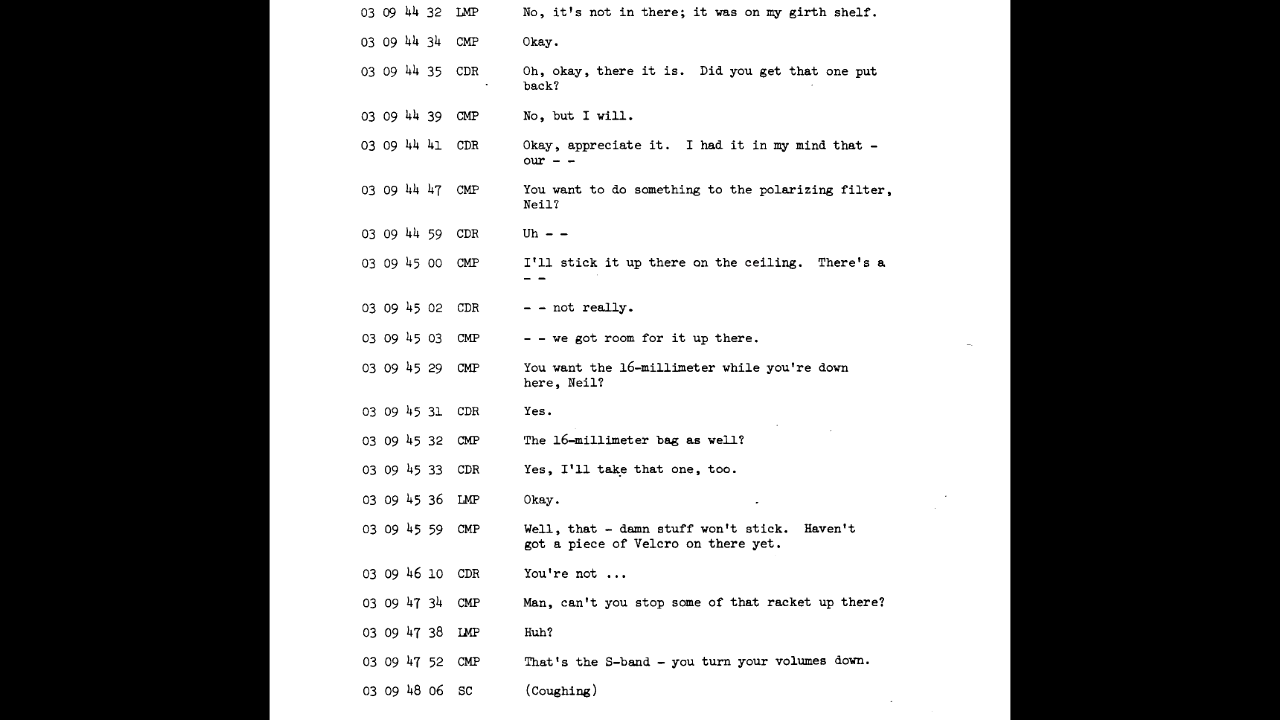 03 09 44 32 LMP No, it's not in there; it was on my girth shelf.
03 09 44 34 CMP Okay.
03 09 44 35 CDR Oh, okay, there it is. Did you get that one put
back?
03 09 44 39 CMP No, but I will.
03 09 44 41 CDR Okay, appreciate it. I had it in my mind that -
our - -
03 09 44 47 CMP You want to do something to the polarizing filter,
Neil?
03 09 44 59 CDR Uh - -
03 09 45 00 CMP I'll stick it up there on the ceiling. There's a
- -
03 09 45 02 CDR - - not really.
03 09 45 03 CMP - - we got room for it up there.
03 09 45 29 CMP You want the 16-millimeter while you're down
here, Neil?
03 09 45 31 CDR Yes.
03 09 45 32 CMP The 16-millimeter bag as well?
03 09 45 33 CDR Yes, I'll take that one, too.
03 09 45 36 LMP Okay.
03 09 45 59 CMP Well, that - damn stuff won't stick. Haven't
got a piece of Velcro on there yet.
03 09 46 10 CDR You're not ...
03 09 47 34 CMP Man, can't you stop some of that racket up there?
03 09 47 38 LMP Huh?
03 09 47 52 CMP That's the S-band - you turn your volumes down.
03 09 48 06 SC (Coughing)